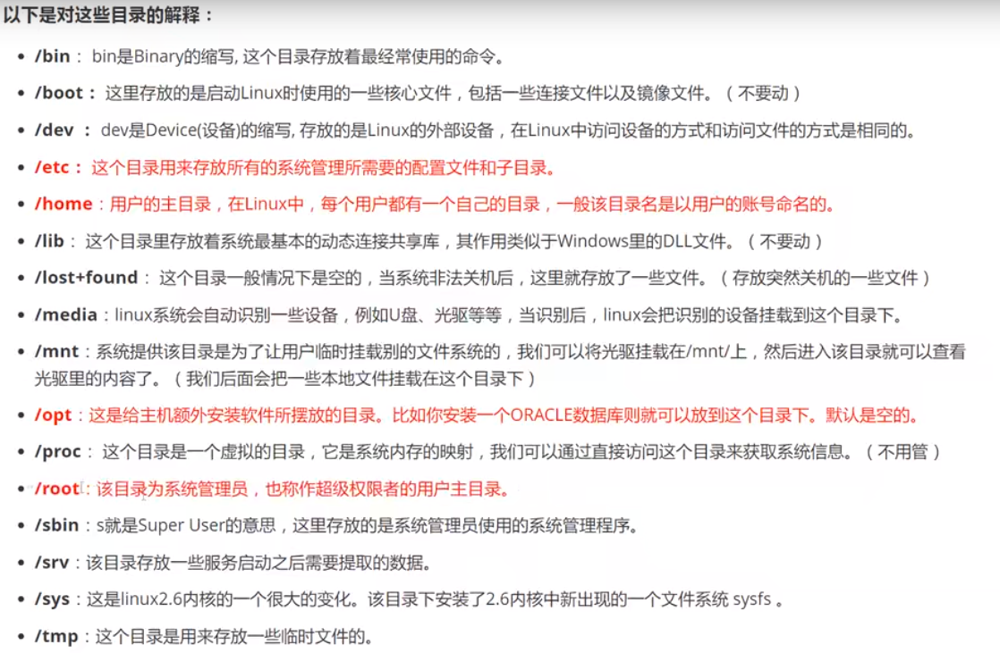 以下是对这些目录的解释：
• /bin： bin是Binary的缩写, 这个目录存放着最经常使用的命令。
• /boot： 这里存放的是启动Linux时使用的一些核心文件，包括一些连接文件以及镜像文件。（不要动）
• /dev ： dev是Device(设备)的缩写, 存放的是Linux的外部设备，在Linux中访问设备的方式和访问文件的方式是相同的。
• /etc： 这个目录用来存放所有的系统管理所需要的配置文件和子目录。
• /home：用户的主目录，在Linux中，每个用户都有一个自己的目录，一般该目录名是以用户的账号命名的。
• /lib： 这个目录里存放着系统最基本的动态连接共享库，其作用类似于Windows里的DLL文件。（不要动）
• /lost+found： 这个目录一般情况下是空的，当系统非法关机后，这里就存放了一些文件。（存放突然关机的一些文件）
• /media：linux系统会自动识别一些设备，例如U盘、光驱等等，当识别后，linux会把识别的设备挂载到这个目录下。
• /mnt：系统提供该目录是为了让用户临时挂载别的文件系统的，我们可以将光驱挂载在/mnt/上，然后进入该目录就可以查看
光驱里的内容了。（我们后面会把一些本地文件挂载在这个目录下）
• /opt：这是给主机额外安装软件所摆放的目录。比如你安装一个ORACLE数据库则就可以放到这个目录下。默认是空的。
• /proc： 这个目录是一个虚拟的目录，它是系统内存的映射，我们可以通过直接访问这个目录来获取系统信息。（不用管）
• /root：该目录为系统管理员，也称作超级权限者的用户主目录。
• /sbin：s就是Super User的意思，这里存放的是系统管理员使用的系统管理程序。
• /srv：该目录存放一些服务启动之后需要提取的数据。
• /sys：这是linux2.6内核的一个很大的变化。该目录下安装了2.6内核中新出现的一个文件系统 sysfs 。
• /tmp：这个目录是用来存放一些临时文件的。